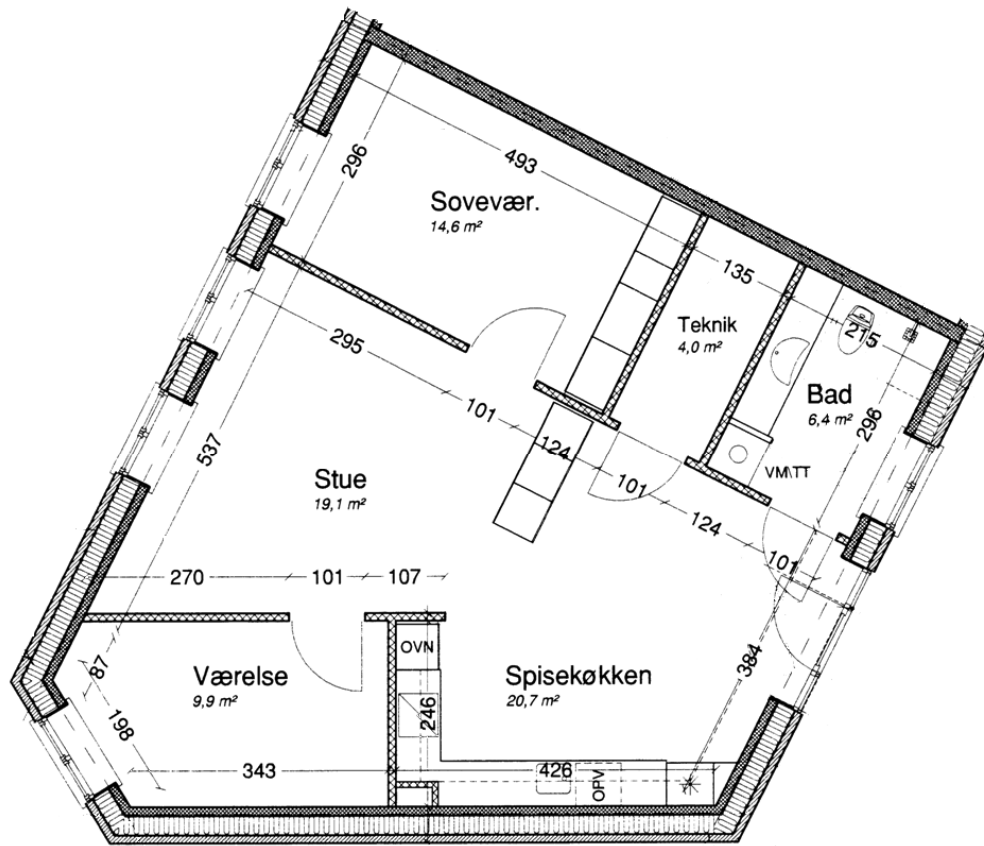 296
493
Sovevær.
14,6 m²
135
Teknik
4,0 m²
215
Bad
6,4 m²
296
VM\TT
295
101
124
101
124
101
537
Stue
19,1 m²
270
101
107
OVN
Værelse
9,9 m²
87
198
343
246
Spisekøkken
20,7 m²
384
426
OPV